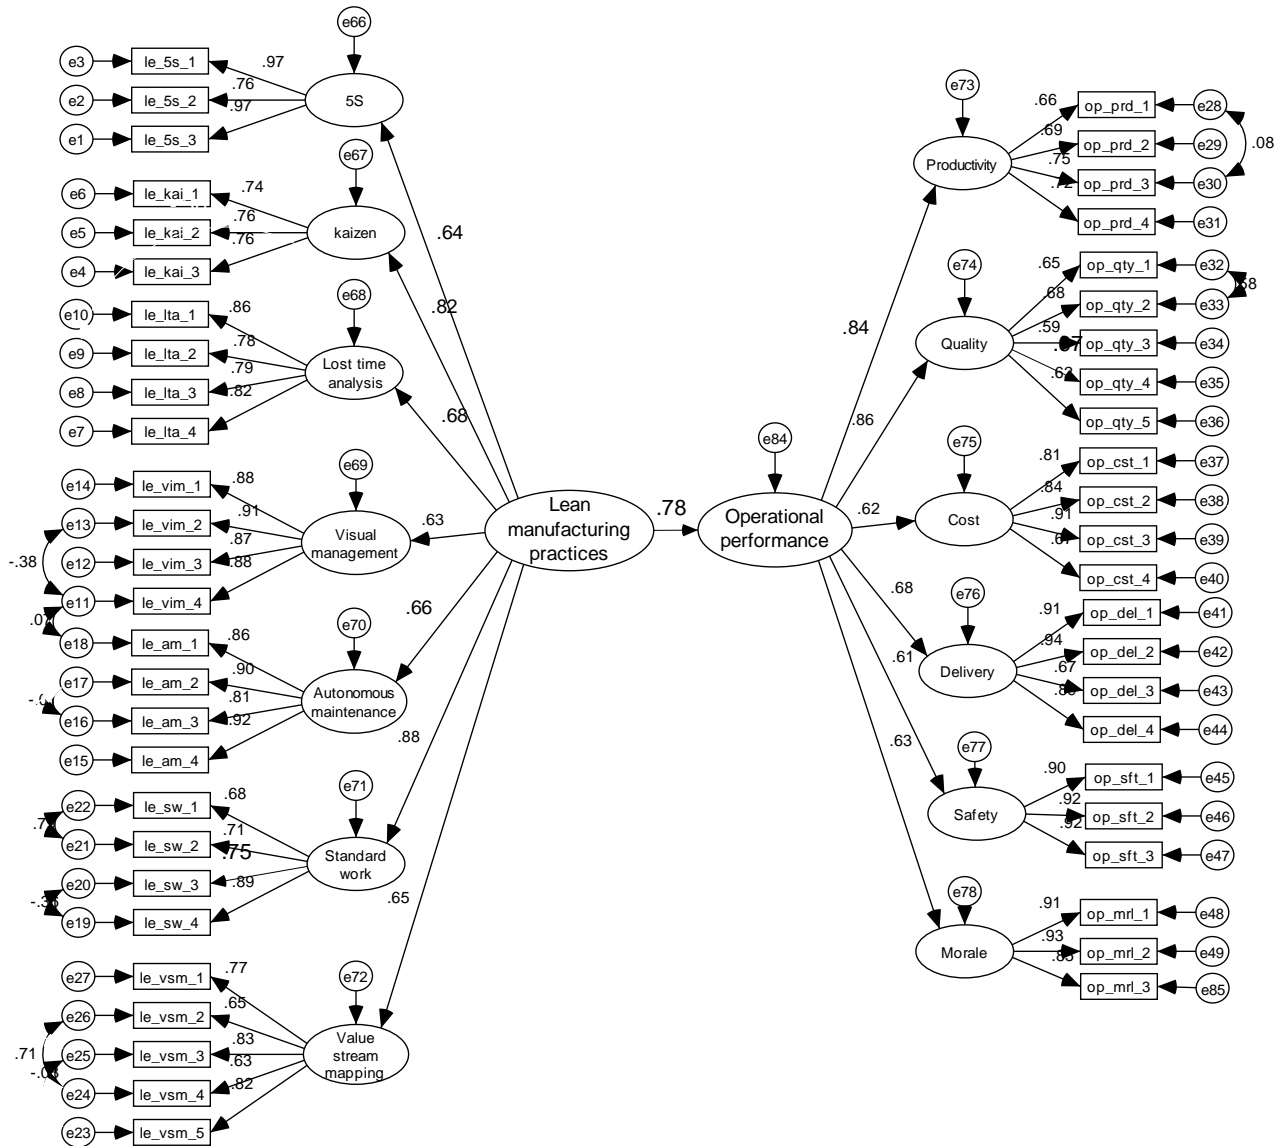 e66
e3
le_5s_1
.97
e2
le_5s_2
.76
5S
e1
le_5s_3
.97
e67
e6
le_kai_1
.74
e5
le_kai_2
.76
kaizen
e4
le_kai_3
.76
.64
.82
e68
e10
le_lta_1
.86
e9
le_lta_2
.78
Lost time
analysis
e8
le_lta_3
.79
e7
le_lta_4
.82
.68
e69
e14
le_vim_1
.88
e13
le_vim_2
.91
Visual
management
.63
e12
le_vim_3
.87
-.38
e11
le_vim_4
.88
e18
le_am_1
.86
e70
.66
e17
le_am_2
.90
Autonomous
maintenance
e16
le_am_3
.81
e15
le_am_4
.92
.88
e71
e22
le_sw_1
.68
e21
le_sw_2
.71
Standard
work
.75
e20
le_sw_3
e19
le_sw_4
.89
.65
e72
e27
le_vsm_1
.77
e26
le_vsm_2
.65
Value
stream
mapping
.71
e25
le_vsm_3
.83
e24
le_vsm_4
.63
e23
le_vsm_5
.82
Lean
manufacturing
practices
.78
e84
Operational
performance
e73
.84
Productivity
.66
op_prd_1
e28
.69
op_prd_2
e29
.08
.75
op_prd_3
e30
.72
op_prd_4
e31
e74
.86
Quality
.65
op_qty_1
e32
.68
op_qty_2
e33
.59
op_qty_3
e34
op_qty_4
e35
op_qty_5
e36
e75
.62
Cost
.81
op_cst_1
e37
.84
op_cst_2
e38
.91
op_cst_3
e39
op_cst_4
e40
e76
.68
Delivery
.91
op_del_1
e41
.94
op_del_2
e42
.67
op_del_3
e43
op_del_4
e44
e77
.61
Safety
.90
op_sft_1
e45
.92
op_sft_2
e46
.92
op_sft_3
e47
e78
.63
Morale
.91
op_mrl_1
e48
.93
op_mrl_2
e49
op_mrl_3
e85